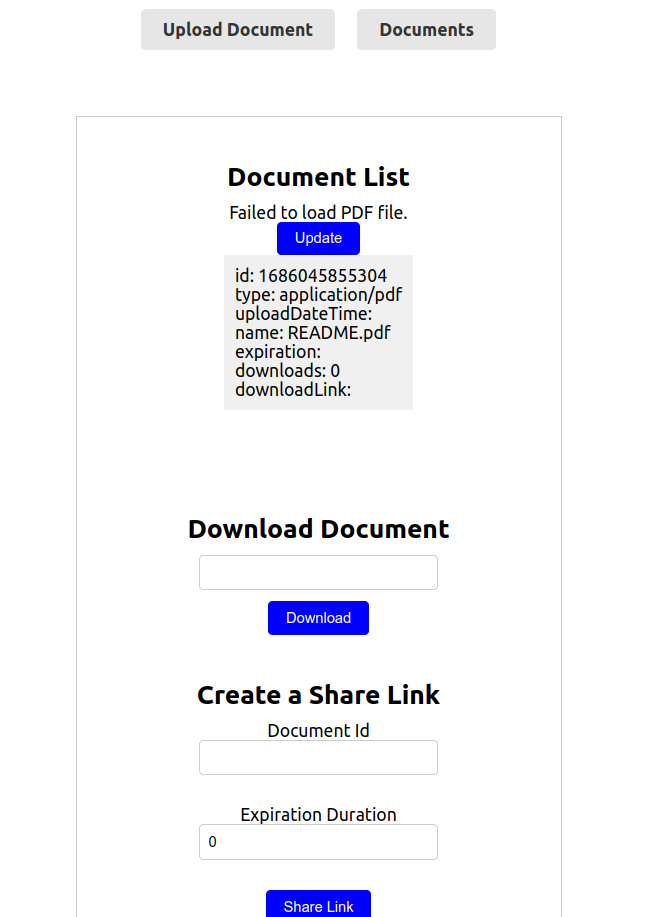 Upload Document
Documents
Document List
Failed to load PDF file.
Update
id: 1686045855304
type: application/pdf
uploadDateTime:
name: README.pdf
expiration:
downloads: 0
downloadLink:
Download Document
Download
Create a Share Link
Document Id
Expiration Duration
0
Share Link